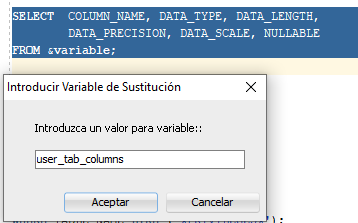 SELECT COLUMN_NAME, DATA_TYPE, DATA_LENGTH,
DATA_PRECISION, DATA_SCALE, NULLABLE
FROM &variable;
Introducir Variable de Sustitución
Introduzca un valor para variable::
user_tab_columns
Aceptar
Cancelar